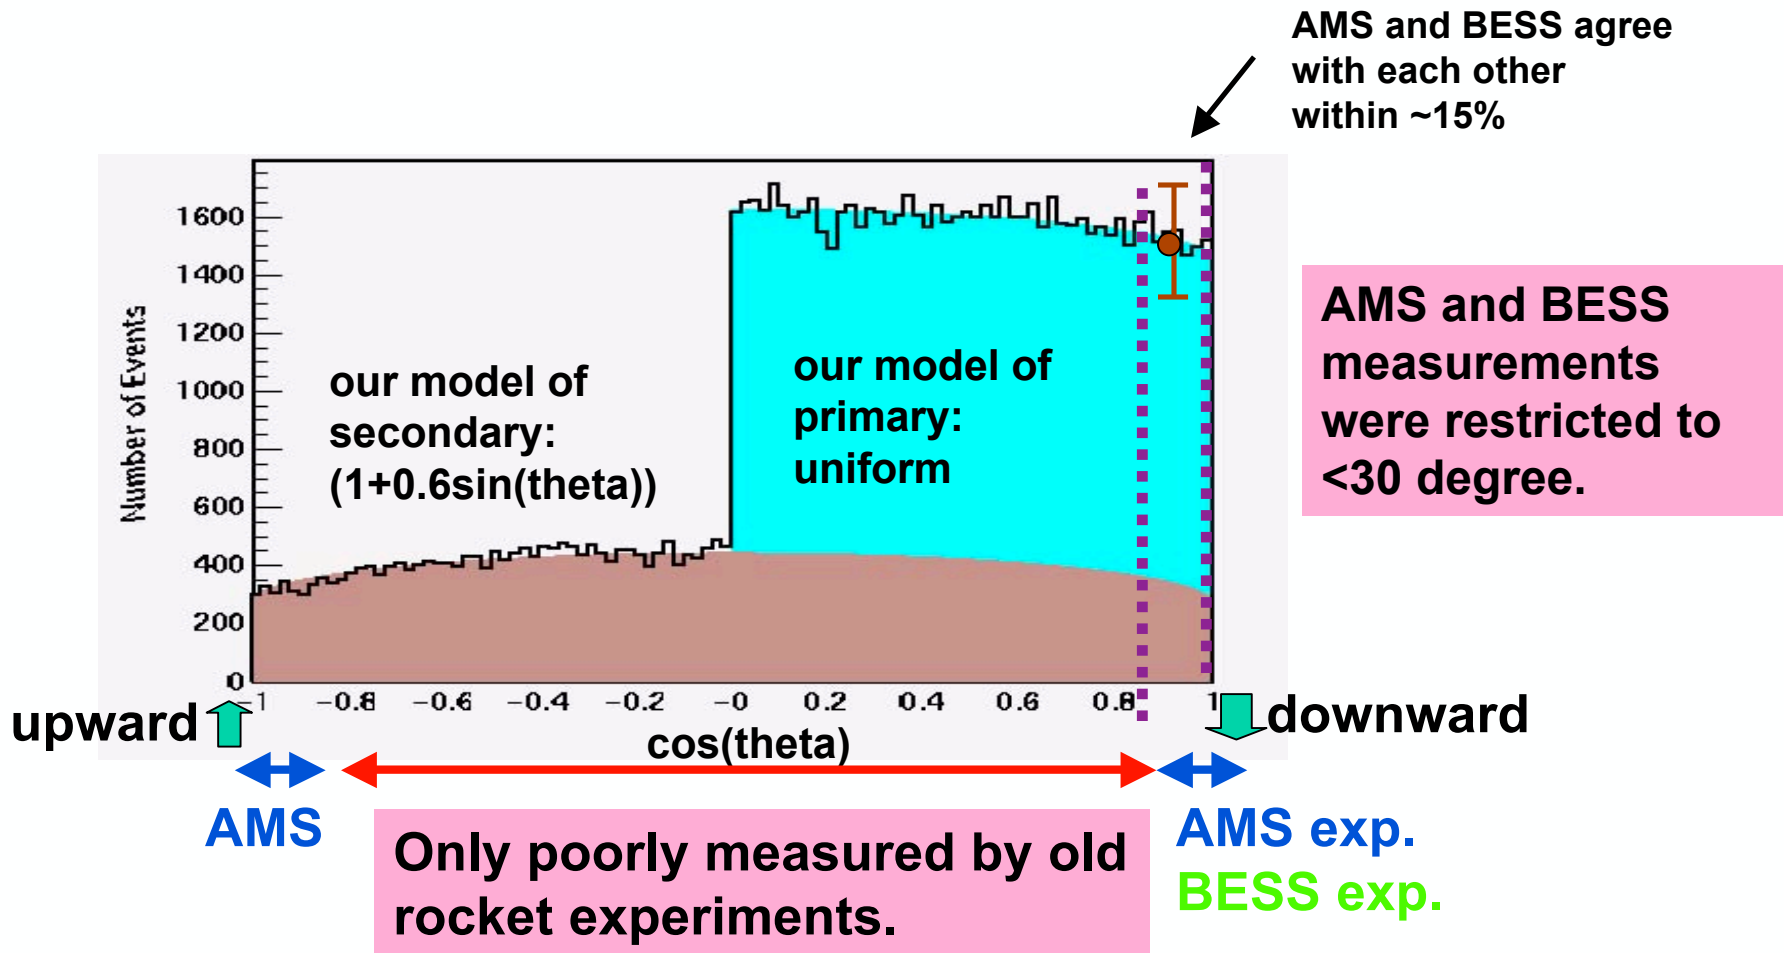 AMS and BESS agree
with each other
within ~15%
1600
1400
1200
1000
800
600
400
200
0
Number of Events
our model of
secondary:
(1+0.6sin(theta))
our model of
primary:
uniform
AMS and BESS
measurements
were restricted to
<30 degree.
-1 -0.8 -0.6 -0.4 -0.2 -0 0.2 0.4 0.6 0.8 1
upward
downward
cos(theta)
AMS
Only poorly measured by old
rocket experiments.
AMS exp.
BESS exp.